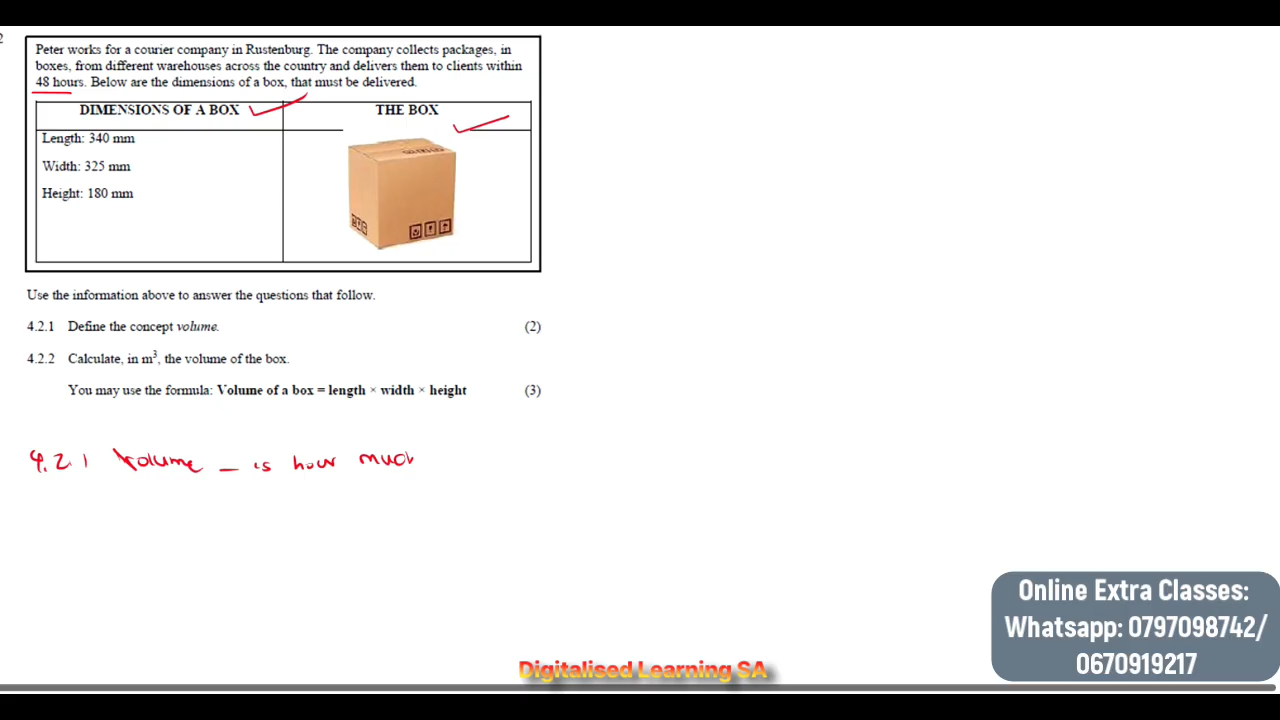 2
Peter works for a courier company in Rustenburg. The company collects packages, in
boxes, from different warehouses across the country and delivers them to clients within
48 hours. Below are the dimensions of a box, that must be delivered.
DIMENSIONS OF A BOX
THE BOX
Length: 340 mm
Width: 325 mm
Height: 180 mm
Use the information above to answer the questions that follow.
4.2.1 Define the concept volume. (2)
4.2.2 Calculate, in m³, the volume of the box.
You may use the formula: Volume of a box = length × width × height (3)
4.2.1 Volume – is how much
Online Extra Classes:
Whatsapp: 0797098742/
0670919217
Digitalised Learning SA